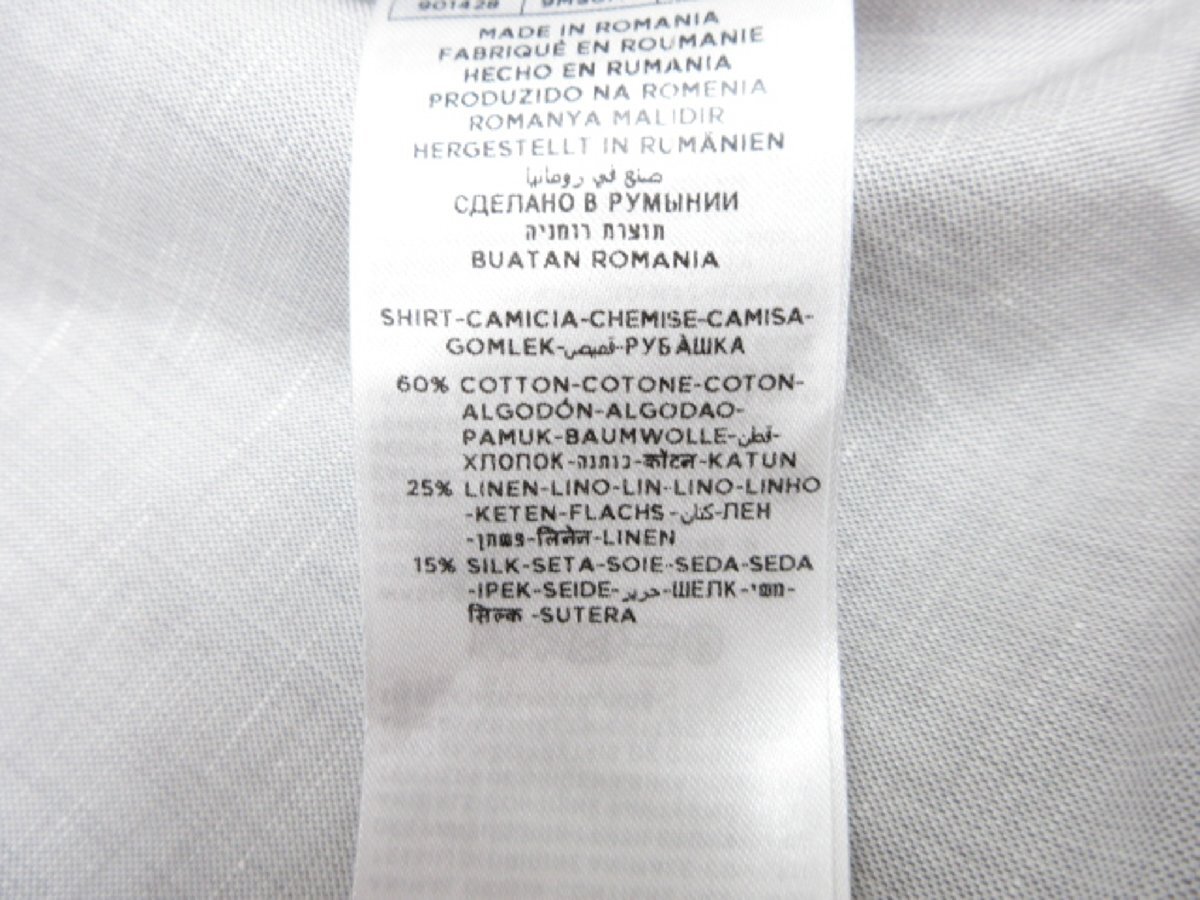 901428
MADE IN ROMANIA
FABRIQUÉ EN ROUMANIE
HECHO EN RUMANIA
PRODUZIDO NA ROMENIA
ROMANYA MALIDIR
HERGESTELLT IN RUMÄNIEN
صنع في رومانيا
СДЕЛАНО В РУМЫНИИ
תוצרת רומניה
BUATAN ROMANIA
SHIRT-CAMICIA-CHEMISE-CAMISA-
GOMLEK-قميص-РУБÀШКА
60% COTTON-COTONE-COTON-
ALGODÓN-ALGODAO-
PAMUK-BAUMWOLLE-قطن-
ХЛОПОК-כותנה-कॉटन-KATUN
25% LINEN-LINO-LIN-LINO-LINHO
-KETEN-FLACHS-كتان-ЛЕН
-פשתן-लिनेन-LINEN
15% SILK-SETA-SOIE-SEDA-SEDA
-IPEK-SEIDE-حرير-ШЕЛК-משי-
सिल्क -SUTERA